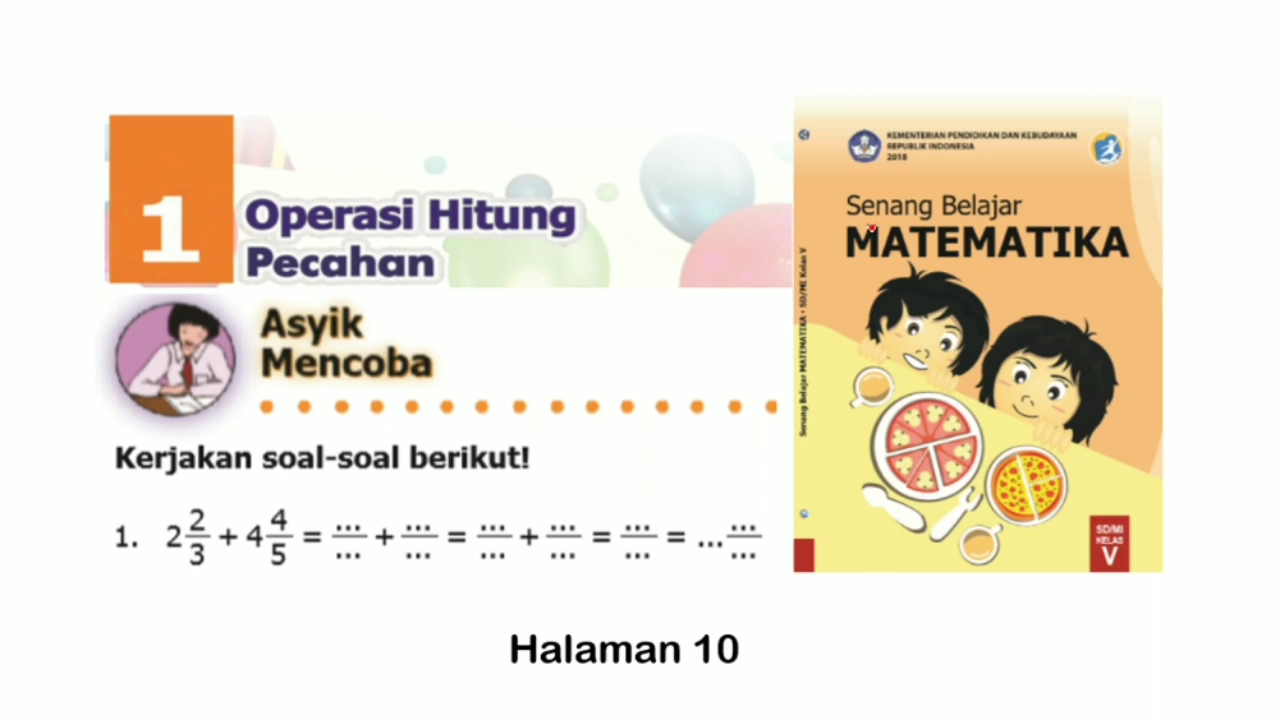 1
Operasi Hitung
Pecahan
Asyik
Mencoba
Kerjakan soal-soal berikut!
1. 2 2/3 + 4 4/5 = .../... + .../... = .../... + .../... = .../... = ... .../...
KEMENTERIAN PENDIDIKAN DAN KEBUDAYAAN
REPUBLIK INDONESIA
2018
Senang Belajar
MATEMATIKA
Senang Belajar MATEMATIKA • SD/MI Kelas V
SD/MI
KELAS
V
Halaman 10